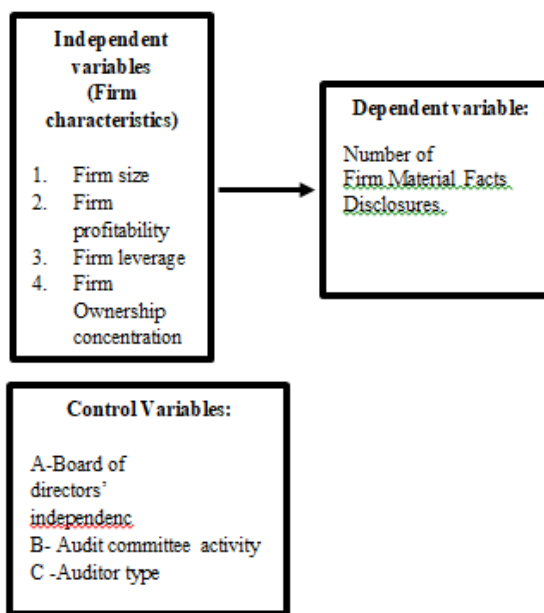 Independent
variables
(Firm
characteristics)
1. Firm size
2. Firm
profitability
3. Firm leverage
4. Firm
Ownership
concentration
Dependent variable:
Number of
Firm Material Facts
Disclosures.
Control Variables:
A-Board of
directors’
independenc
B- Audit committee activity
C -Auditor type